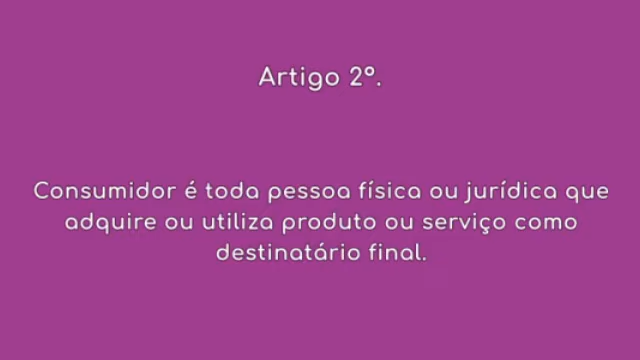 Artigo 2º.
Consumidor é toda pessoa física ou jurídica que
adquire ou utiliza produto ou serviço como
destinatário final.